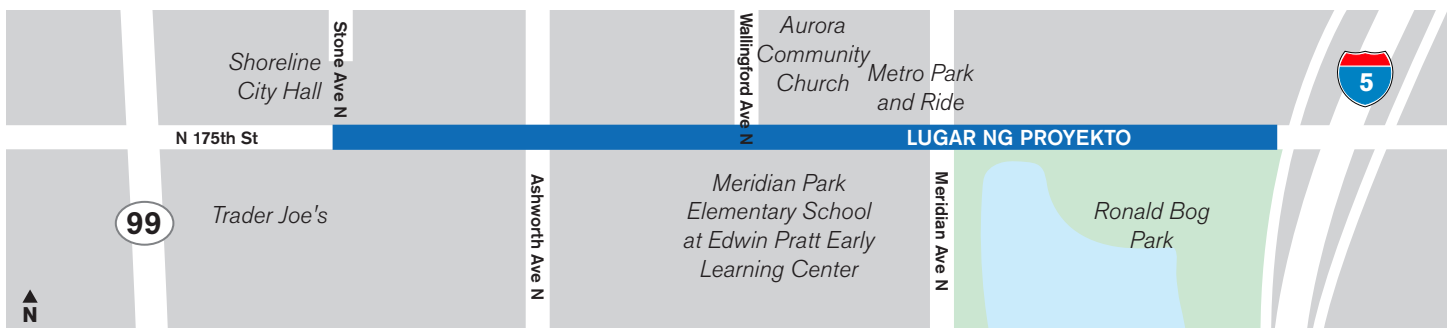 Stone Ave N
Wallingford Ave N
Aurora
Community
Church
Shoreline
City Hall
Metro Park
and Ride
5
N 175th St
LUGAR NG PROYEKTO
Ashworth Ave N
Meridian Park
Elementary School
at Edwin Pratt Early
Learning Center
Meridian Ave N
Ronald Bog
Park
Trader Joe's
99
N